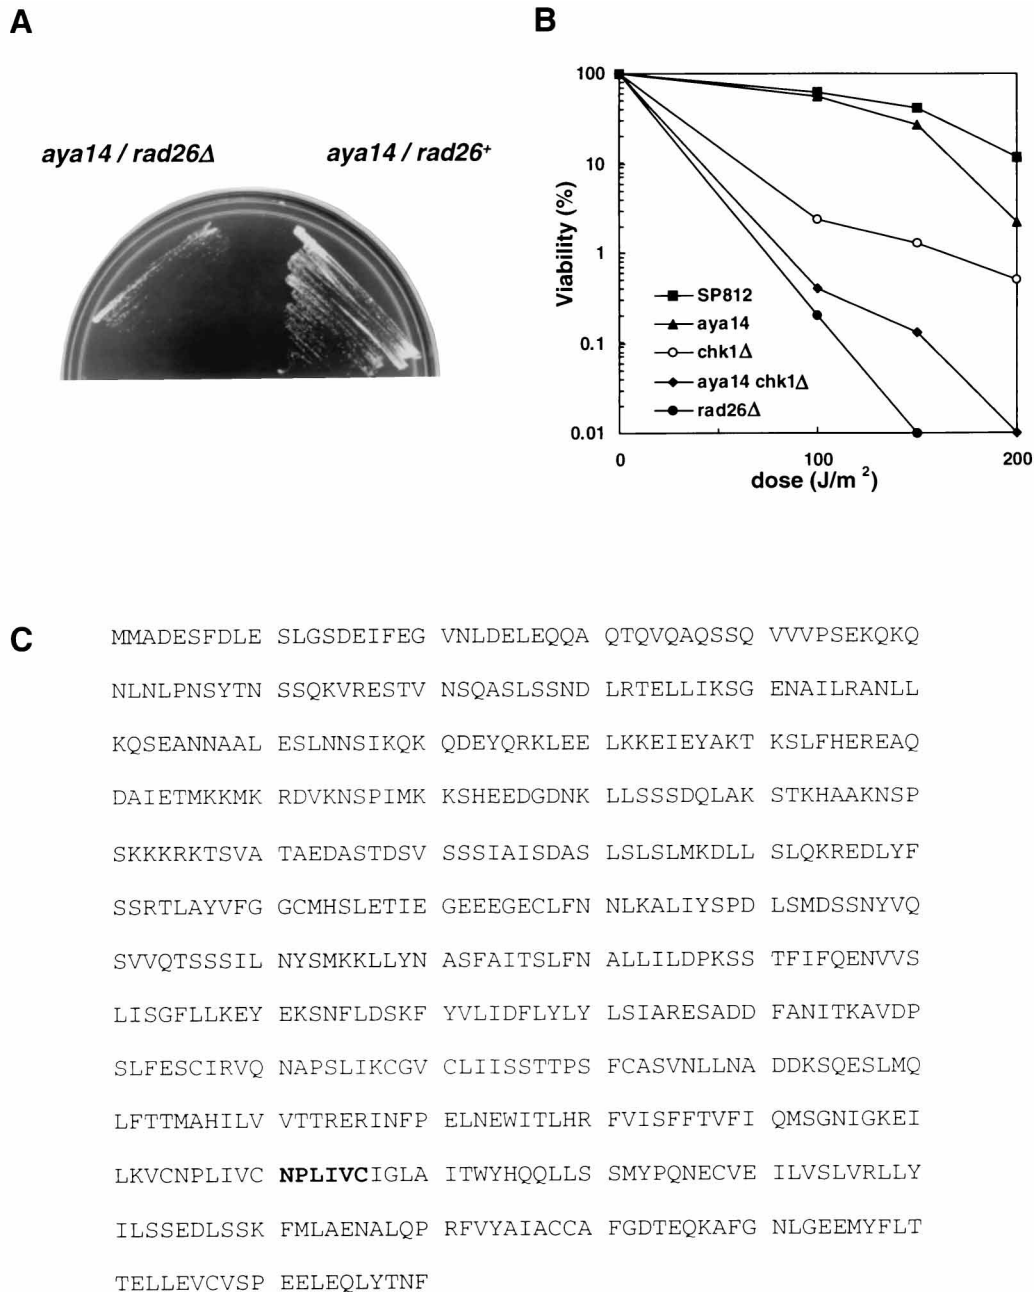 A
B
aya14 / rad26Δ
aya14 / rad26+
100
10
1
0.1
0.01
Viability (%)
SP812
aya14
chk1Δ
aya14 chk1Δ
rad26Δ
0
100
200
dose (J/m 2)
C
MMADESFDLE SLGSDEIFEG VNLDELEQQA QTQVQAQSSQ VVVPSEKQKQ
NLNLPNSYTN SSQKVRESTV NSQASLSSND LRTELLIKSG ENAILRANLL
KQSEANNAAL ESLNNSIKQK QDEYQRKLEE LKKEIEYAKT KSLFHEREAQ
DAIETMKKMK RDVKNSPIMK KSHEEDGDNK LLSSSDQLAK STKHAAKNSP
SKKKRKTSVA TAEDASTDSV SSSIAISDAS LSLSLMKDLL SLQKREDLYF
SSRTLAYVFG GCMHSLETIE GEEEGECLFN NLKALIYSPD LSMDSSNYVQ
SVVQTSSSIL NYSMKKLLYN ASFAITSLFN ALLILDPKSS TFIFQENVVS
LISGFLLKEY EKSNFLDSKF YVLIDFLYLY LSIARESADD FANITKAVDP
SLFESCIRVQ NAPSLIKCGV CLIISSTTPS FCASVNLLNA DDKSQESLMQ
LFTTMAHILV VTTRERINFP ELNEWITLHR FVISFFTVFI QMSGNIGKEI
LKVCNPLIVC NPLIVCIGLA ITWYHQQLLS SMYPQNECVE ILVSLVRLLY
ILSSEDLSSK FMLAENALQP RFVYAIACCA FGDTEQKAFG NLGEEMYFLT
TELLEVCVSP EELEQLYTNF